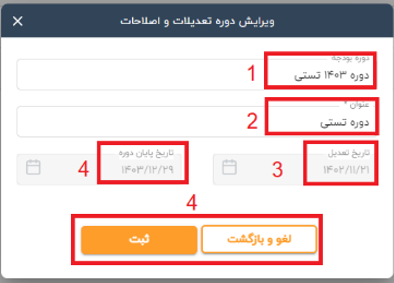 ویرایش دوره تعدیلات و اصلاحات
دوره بودجه
دوره ۱۴۰۳ تستی
1
عنوان *
دوره تستی
2
تاریخ تعدیل
۱۴۰۲/۱۱/۲۱
3
تاریخ پایان دوره
۱۴۰۳/۱۲/۲۹
4
4
لغو و بازگشت
ثبت